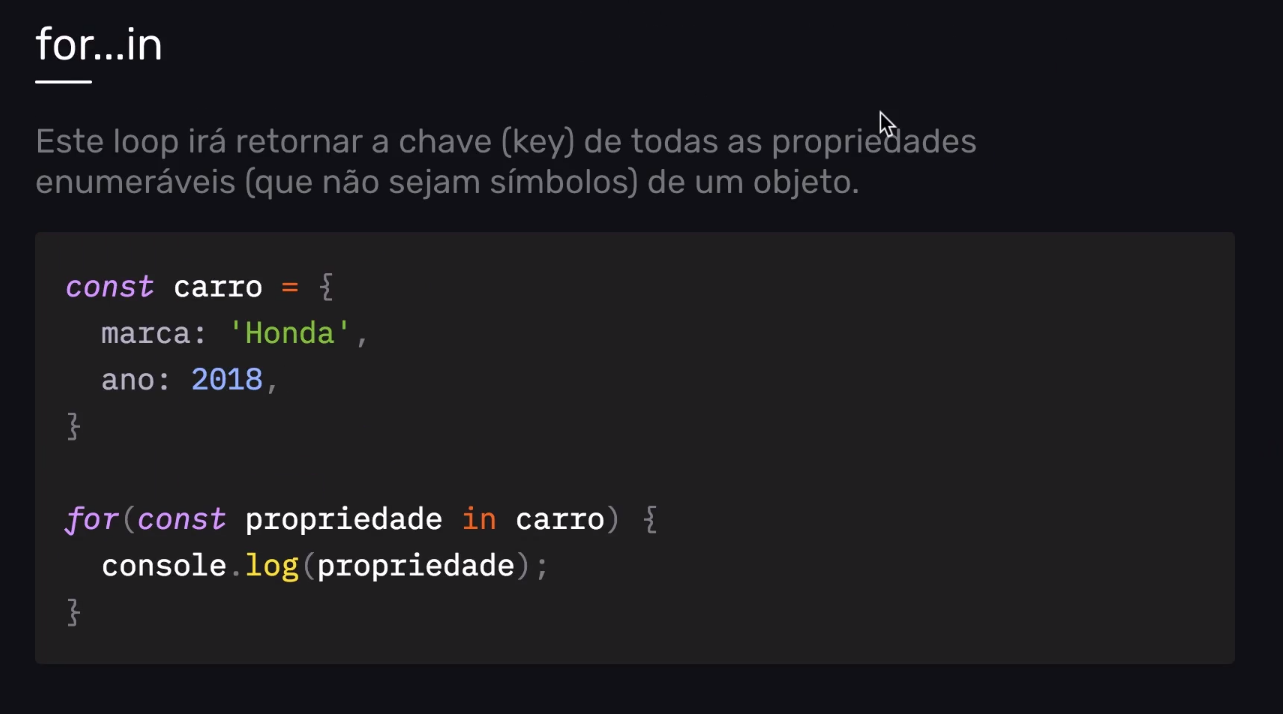 for...in
Este loop irá retornar a chave (key) de todas as propriedades
enumeráveis (que não sejam símbolos) de um objeto.
const carro = {
  marca: 'Honda',
  ano: 2018,
}
for(const propriedade in carro) {
  console.log(propriedade);
}